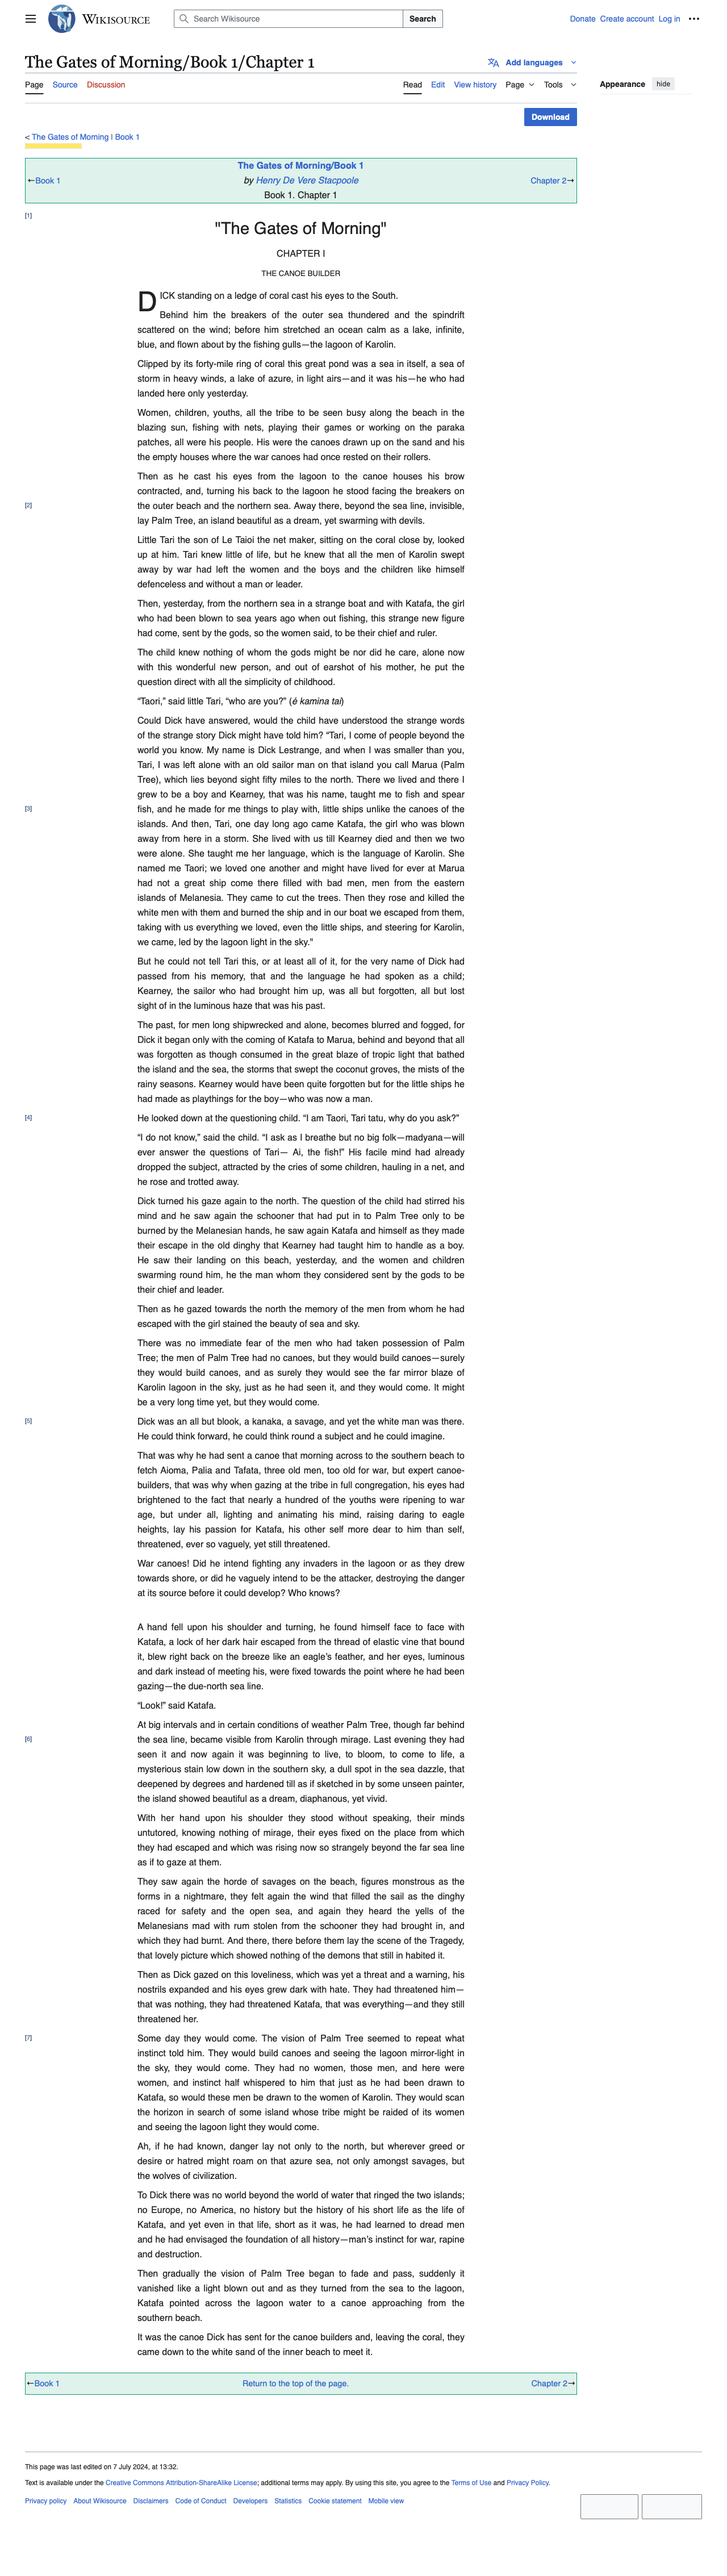 WIKISOURCE
Search Wikisource
Search
Donate Create account Log in
The Gates of Morning/Book 1/Chapter 1
Add languages
Page Source Discussion
Read Edit View history Page Tools
Appearance hide
Download
< The Gates of Morning | Book 1
The Gates of Morning/Book 1
←Book 1
by Henry De Vere Stacpoole
Chapter 2→
Book 1. Chapter 1
[1]
"The Gates of Morning"
CHAPTER I
THE CANOE BUILDER
DICK standing on a ledge of coral cast his eyes to the South.
Behind him the breakers of the outer sea thundered and the spindrift
scattered on the wind; before him stretched an ocean calm as a lake, infinite,
blue, and flown about by the fishing gulls—the lagoon of Karolin.
Clipped by its forty-mile ring of coral this great pond was a sea in itself, a sea of
storm in heavy winds, a lake of azure, in light airs—and it was his—he who had
landed here only yesterday.
Women, children, youths, all the tribe to be seen busy along the beach in the
blazing sun, fishing with nets, playing their games or working on the paraka
patches, all were his people. His were the canoes drawn up on the sand and his
the empty houses where the war canoes had once rested on their rollers.
Then as he cast his eyes from the lagoon to the canoe houses his brow
contracted, and, turning his back to the lagoon he stood facing the breakers on
[2]
the outer beach and the northern sea. Away there, beyond the sea line, invisible,
lay Palm Tree, an island beautiful as a dream, yet swarming with devils.
Little Tari the son of Le Taioi the net maker, sitting on the coral close by, looked
up at him. Tari knew little of life, but he knew that all the men of Karolin swept
away by war had left the women and the boys and the children like himself
defenceless and without a man or leader.
Then, yesterday, from the northern sea in a strange boat and with Katafa, the girl
who had been blown to sea years ago when out fishing, this strange new figure
had come, sent by the gods, so the women said, to be their chief and ruler.
The child knew nothing of whom the gods might be nor did he care, alone now
with this wonderful new person, and out of earshot of his mother, he put the
question direct with all the simplicity of childhood.
“Taori,” said little Tari, “who are you?” (é kamina tai)
Could Dick have answered, would the child have understood the strange words
of the strange story Dick might have told him? “Tari, I come of people beyond the
world you know. My name is Dick Lestrange, and when I was smaller than you,
Tari, I was left alone with an old sailor man on that island you call Marua (Palm
Tree), which lies beyond sight fifty miles to the north. There we lived and there I
grew to be a boy and Kearney, that was his name, taught me to fish and spear
[3]
fish, and he made for me things to play with, little ships unlike the canoes of the
islands. And then, Tari, one day long ago came Katafa, the girl who was blown
away from here in a storm. She lived with us till Kearney died and then we two
were alone. She taught me her language, which is the language of Karolin. She
named me Taori; we loved one another and might have lived for ever at Marua
had not a great ship come there filled with bad men, men from the eastern
islands of Melanesia. They came to cut the trees. Then they rose and killed the
white men with them and burned the ship and in our boat we escaped from them,
taking with us everything we loved, even the little ships, and steering for Karolin,
we came, led by the lagoon light in the sky."
But he could not tell Tari this, or at least all of it, for the very name of Dick had
passed from his memory, that and the language he had spoken as a child;
Kearney, the sailor who had brought him up, was all but forgotten, all but lost
sight of in the luminous haze that was his past.
The past, for men long shipwrecked and alone, becomes blurred and fogged, for
Dick it began only with the coming of Katafa to Marua, behind and beyond that all
was forgotten as though consumed in the great blaze of tropic light that bathed
the island and the sea, the storms that swept the coconut groves, the mists of the
rainy seasons. Kearney would have been quite forgotten but for the little ships he
had made as playthings for the boy—who was now a man.
[4]
He looked down at the questioning child. “I am Taori, Tari tatu, why do you ask?”
“I do not know,” said the child. “I ask as I breathe but no big folk—madyana—will
ever answer the questions of Tari— Ai, the fish!” His facile mind had already
dropped the subject, attracted by the cries of some children, hauling in a net, and
he rose and trotted away.
Dick turned his gaze again to the north. The question of the child had stirred his
mind and he saw again the schooner that had put in to Palm Tree only to be
burned by the Melanesian hands, he saw again Katafa and himself as they made
their escape in the old dinghy that Kearney had taught him to handle as a boy.
He saw their landing on this beach, yesterday, and the women and children
swarming round him, he the man whom they considered sent by the gods to be
their chief and leader.
Then as he gazed towards the north the memory of the men from whom he had
escaped with the girl stained the beauty of sea and sky.
There was no immediate fear of the men who had taken possession of Palm
Tree; the men of Palm Tree had no canoes, but they would build canoes—surely
they would build canoes, and as surely they would see the far mirror blaze of
Karolin lagoon in the sky, just as he had seen it, and they would come. It might
be a very long time yet, but they would come.
[5]
Dick was an all but blook, a kanaka, a savage, and yet the white man was there.
He could think forward, he could think round a subject and he could imagine.
That was why he had sent a canoe that morning across to the southern beach to
fetch Aioma, Palia and Tafata, three old men, too old for war, but expert canoe-
builders, that was why when gazing at the tribe in full congregation, his eyes had
brightened to the fact that nearly a hundred of the youths were ripening to war
age, but under all, lighting and animating his mind, raising daring to eagle
heights, lay his passion for Katafa, his other self more dear to him than self,
threatened, ever so vaguely, yet still threatened.
War canoes! Did he intend fighting any invaders in the lagoon or as they drew
towards shore, or did he vaguely intend to be the attacker, destroying the danger
at its source before it could develop? Who knows?
A hand fell upon his shoulder and turning, he found himself face to face with
Katafa, a lock of her dark hair escaped from the thread of elastic vine that bound
it, blew right back on the breeze like an eagle’s feather, and her eyes, luminous
and dark instead of meeting his, were fixed towards the point where he had been
gazing—the due-north sea line.
“Look!” said Katafa.
At big intervals and in certain conditions of weather Palm Tree, though far behind
[6]
the sea line, became visible from Karolin through mirage. Last evening they had
seen it and now again it was beginning to live, to bloom, to come to life, a
mysterious stain low down in the southern sky, a dull spot in the sea dazzle, that
deepened by degrees and hardened till as if sketched in by some unseen painter,
the island showed beautiful as a dream, diaphanous, yet vivid.
With her hand upon his shoulder they stood without speaking, their minds
untutored, knowing nothing of mirage, their eyes fixed on the place from which
they had escaped and which was rising now so strangely beyond the far sea line
as if to gaze at them.
They saw again the horde of savages on the beach, figures monstrous as the
forms in a nightmare, they felt again the wind that filled the sail as the dinghy
raced for safety and the open sea, and again they heard the yells of the
Melanesians mad with rum stolen from the schooner they had brought in, and
which they had burnt. And there, there before them lay the scene of the Tragedy,
that lovely picture which showed nothing of the demons that still in habited it.
Then as Dick gazed on this loveliness, which was yet a threat and a warning, his
nostrils expanded and his eyes grew dark with hate. They had threatened him—
that was nothing, they had threatened Katafa, that was everything—and they still
threatened her.
[7]
Some day they would come. The vision of Palm Tree seemed to repeat what
instinct told him. They would build canoes and seeing the lagoon mirror-light in
the sky, they would come. They had no women, those men, and here were
women, and instinct half whispered to him that just as he had been drawn to
Katafa, so would these men be drawn to the women of Karolin. They would scan
the horizon in search of some island whose tribe might be raided of its women
and seeing the lagoon light they would come.
Ah, if he had known, danger lay not only to the north, but wherever greed or
desire or hatred might roam on that azure sea, not only amongst savages, but
the wolves of civilization.
To Dick there was no world beyond the world of water that ringed the two islands;
no Europe, no America, no history but the history of his short life as the life of
Katafa, and yet even in that life, short as it was, he had learned to dread men
and he had envisaged the foundation of all history—man’s instinct for war, rapine
and destruction.
Then gradually the vision of Palm Tree began to fade and pass, suddenly it
vanished like a light blown out and as they turned from the sea to the lagoon,
Katafa pointed across the lagoon water to a canoe approaching from the
southern beach.
It was the canoe Dick has sent for the canoe builders and, leaving the coral, they
came down to the white sand of the inner beach to meet it.
←Book 1
Return to the top of the page.
Chapter 2→
This page was last edited on 7 July 2024, at 13:32.
Text is available under the Creative Commons Attribution-ShareAlike License; additional terms may apply. By using this site, you agree to the Terms of Use and Privacy Policy.
Privacy policy About Wikisource Disclaimers Code of Conduct Developers Statistics Cookie statement Mobile view